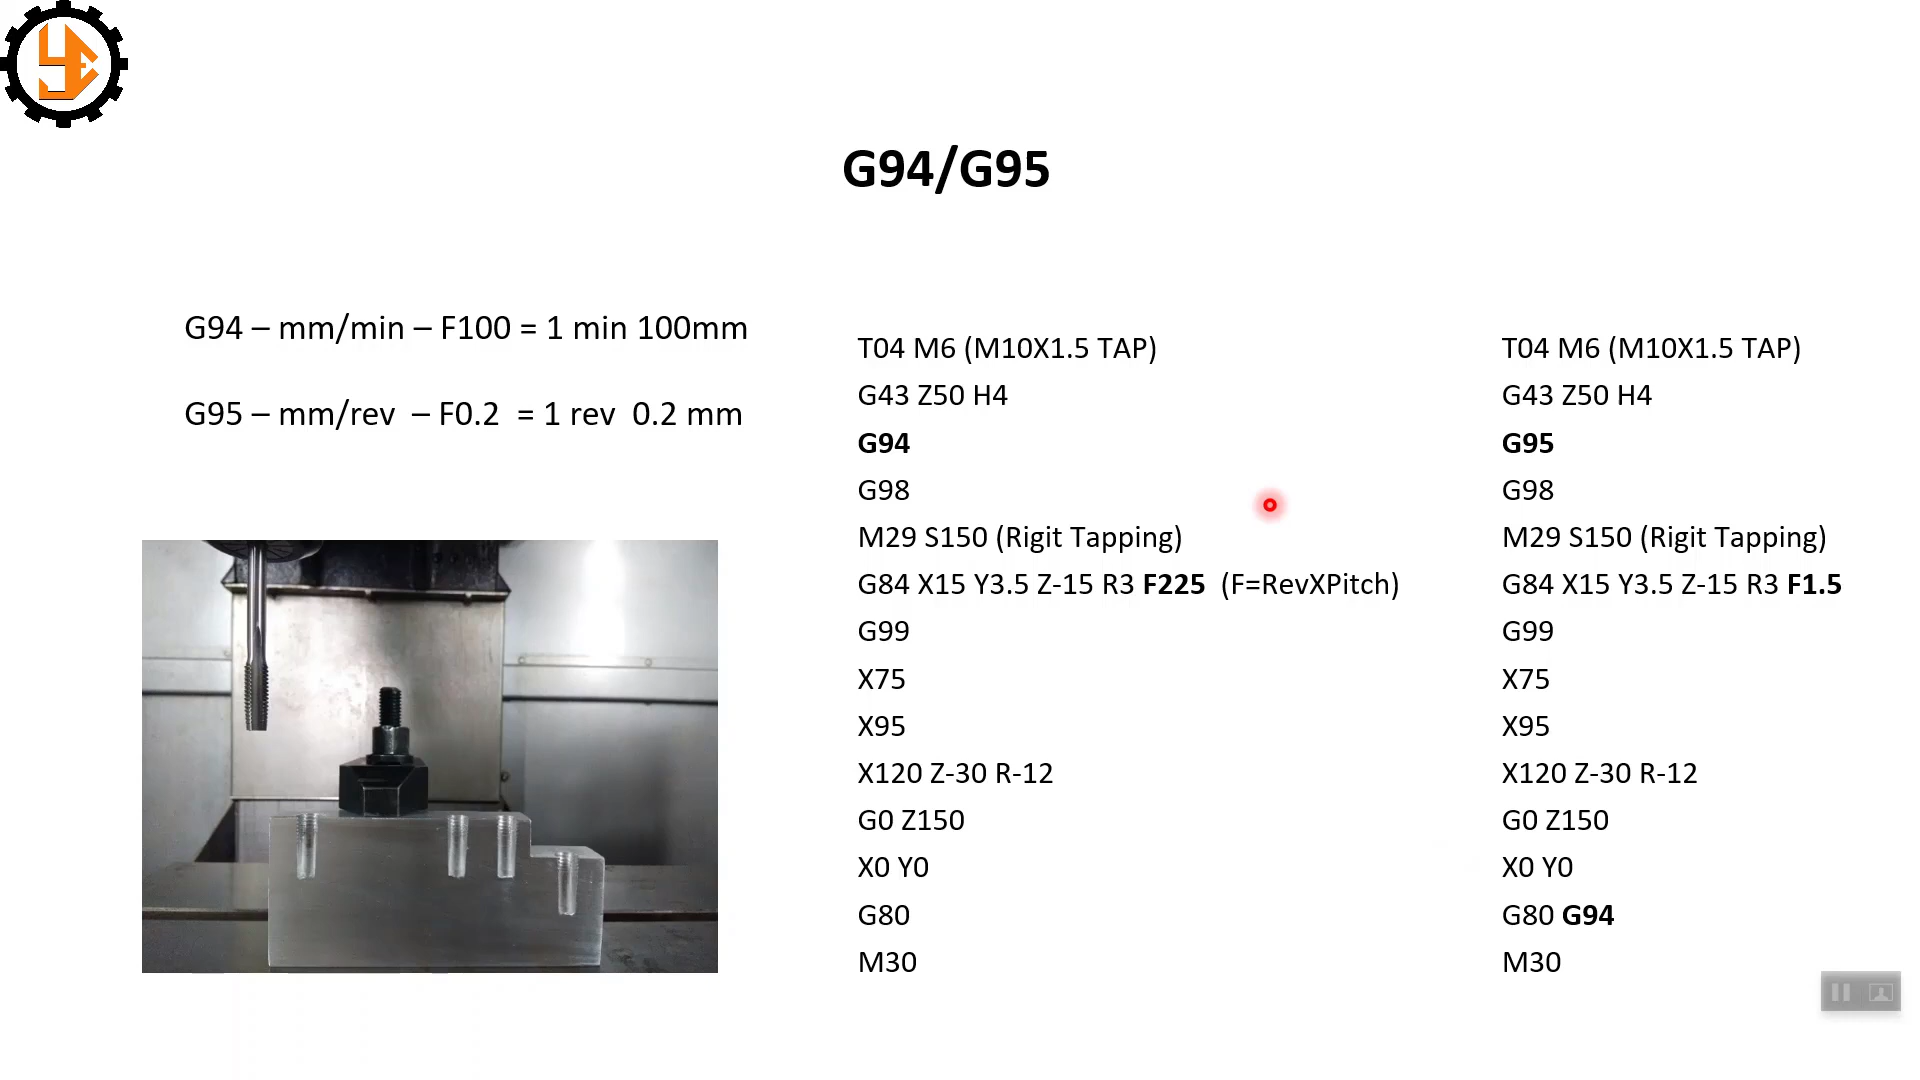 G94/G95
G94 – mm/min – F100 = 1 min 100mm
G95 – mm/rev – F0.2 = 1 rev 0.2 mm
T04 M6 (M10X1.5 TAP)
G43 Z50 H4
G94
G98
M29 S150 (Rigit Tapping)
G84 X15 Y3.5 Z-15 R3 F225 (F=RevXPitch)
G99
X75
X95
X120 Z-30 R-12
G0 Z150
X0 Y0
G80
M30
T04 M6 (M10X1.5 TAP)
G43 Z50 H4
G95
G98
M29 S150 (Rigit Tapping)
G84 X15 Y3.5 Z-15 R3 F1.5
G99
X75
X95
X120 Z-30 R-12
G0 Z150
X0 Y0
G80 G94
M30